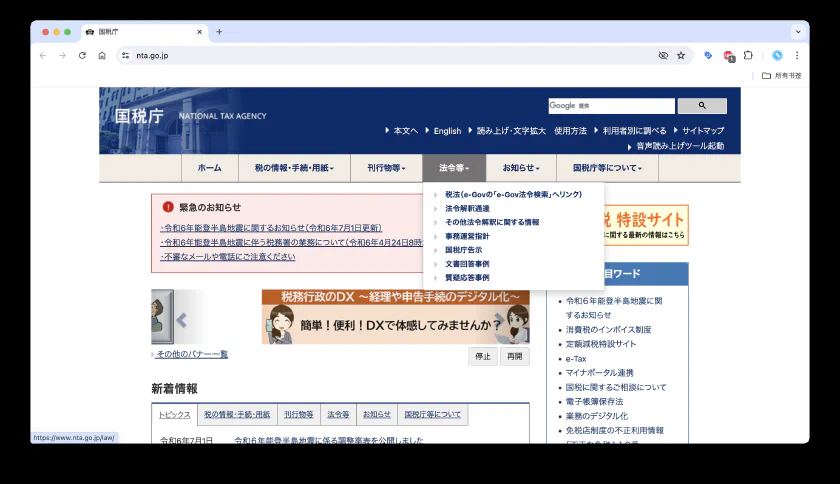 国税庁
nta.go.jp
所有书签
国税庁 NATIONAL TAX AGENCY
Google 提供
本文へ English 読み上げ・文字拡大 使用方法 利用者別に調べる サイトマップ
音声読み上げツール起動
ホーム 税の情報・手続・用紙 刊行物等 法令等 お知らせ 国税庁等について
税法(e-Govの「e-Gov法令検索」へリンク)
法令解釈通達
その他法令解釈に関する情報
事務運営指針
国税庁告示
文書回答事例
質疑応答事例
緊急のお知らせ
・令和6年能登半島地震に関するお知らせ(令和6年7月1日更新)
・令和6年能登半島地震に伴う税務署の業務について(令和6年4月24日8時
・不審なメールや電話にご注意ください
税 特設サイト
に関する最新の情報はこちら
税務行政のDX ～経理や申告手続のデジタル化～
簡単!便利!DXで体感してみませんか?
その他のバナー一覧
停止 再開
目ワード
令和6年能登半島地震に関
するお知らせ
消費税のインボイス制度
定額減税特設サイト
e-Tax
マイナポータル連携
国税に関するご相談について
電子帳簿保存法
業務のデジタル化
免税店制度の不正利用情報
新着情報
トピックス 税の情報・手続・用紙 刊行物等 法令等 お知らせ 国税庁等について
令和6年7月1日 令和6年能登半島地震に係る調整率表を公開しました
https://www.nta.go.jp/law/